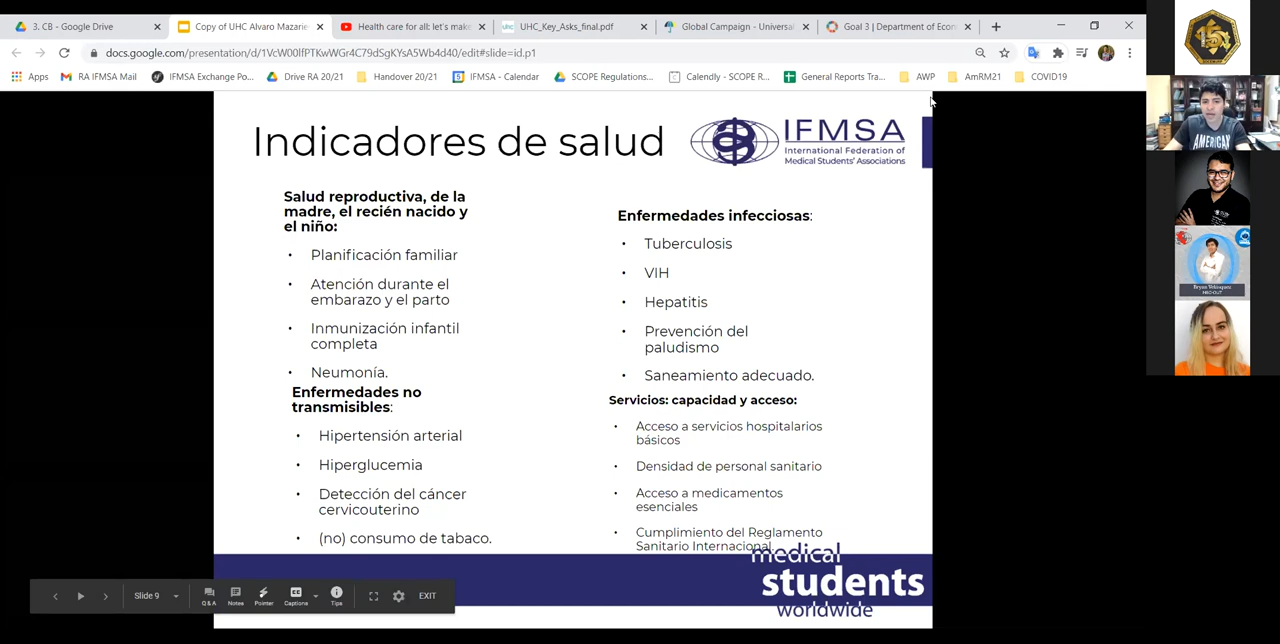 3. CB - Google Drive
Copy of UHC Alvaro Mazarie
Health care for all: let's make
UHC_Key_Asks_final.pdf
Global Campaign - Universa
Goal 3 | Department of Econ
docs.google.com/presentation/d/1VcW00lfPTKwWGr4C79dSgKYsA5Wb4d40/edit#slide=id.p1
Apps
RA IFMSA Mail
IFMSA Exchange Po...
Drive RA 20/21
Handover 20/21
IFMSA - Calendar
SCOPE Regulations...
Calendly - SCOPE R...
General Reports Tra...
AWP
AmRM21
COVID19
Indicadores de salud
IFMSA
International Federation of
Medical Students' Associations
Salud reproductiva, de la
madre, el recién nacido y
el niño:
• Planificación familiar
• Atención durante el
embarazo y el parto
• Inmunización infantil
completa
• Neumonía.
Enfermedades no
transmisibles:
• Hipertensión arterial
• Hiperglucemia
• Detección del cáncer
cervicouterino
• (no) consumo de tabaco.
Enfermedades infecciosas:
• Tuberculosis
• VIH
• Hepatitis
• Prevención del
paludismo
• Saneamiento adecuado.
Servicios: capacidad y acceso:
• Acceso a servicios hospitalarios
básicos
• Densidad de personal sanitario
• Acceso a medicamentos
esenciales
• Cumplimiento del Reglamento
Sanitario Internacional
medical
students
worldwide
Slide 9
Q&A
Notes
Pointer
Captions
Tips
EXIT
AMERICAN